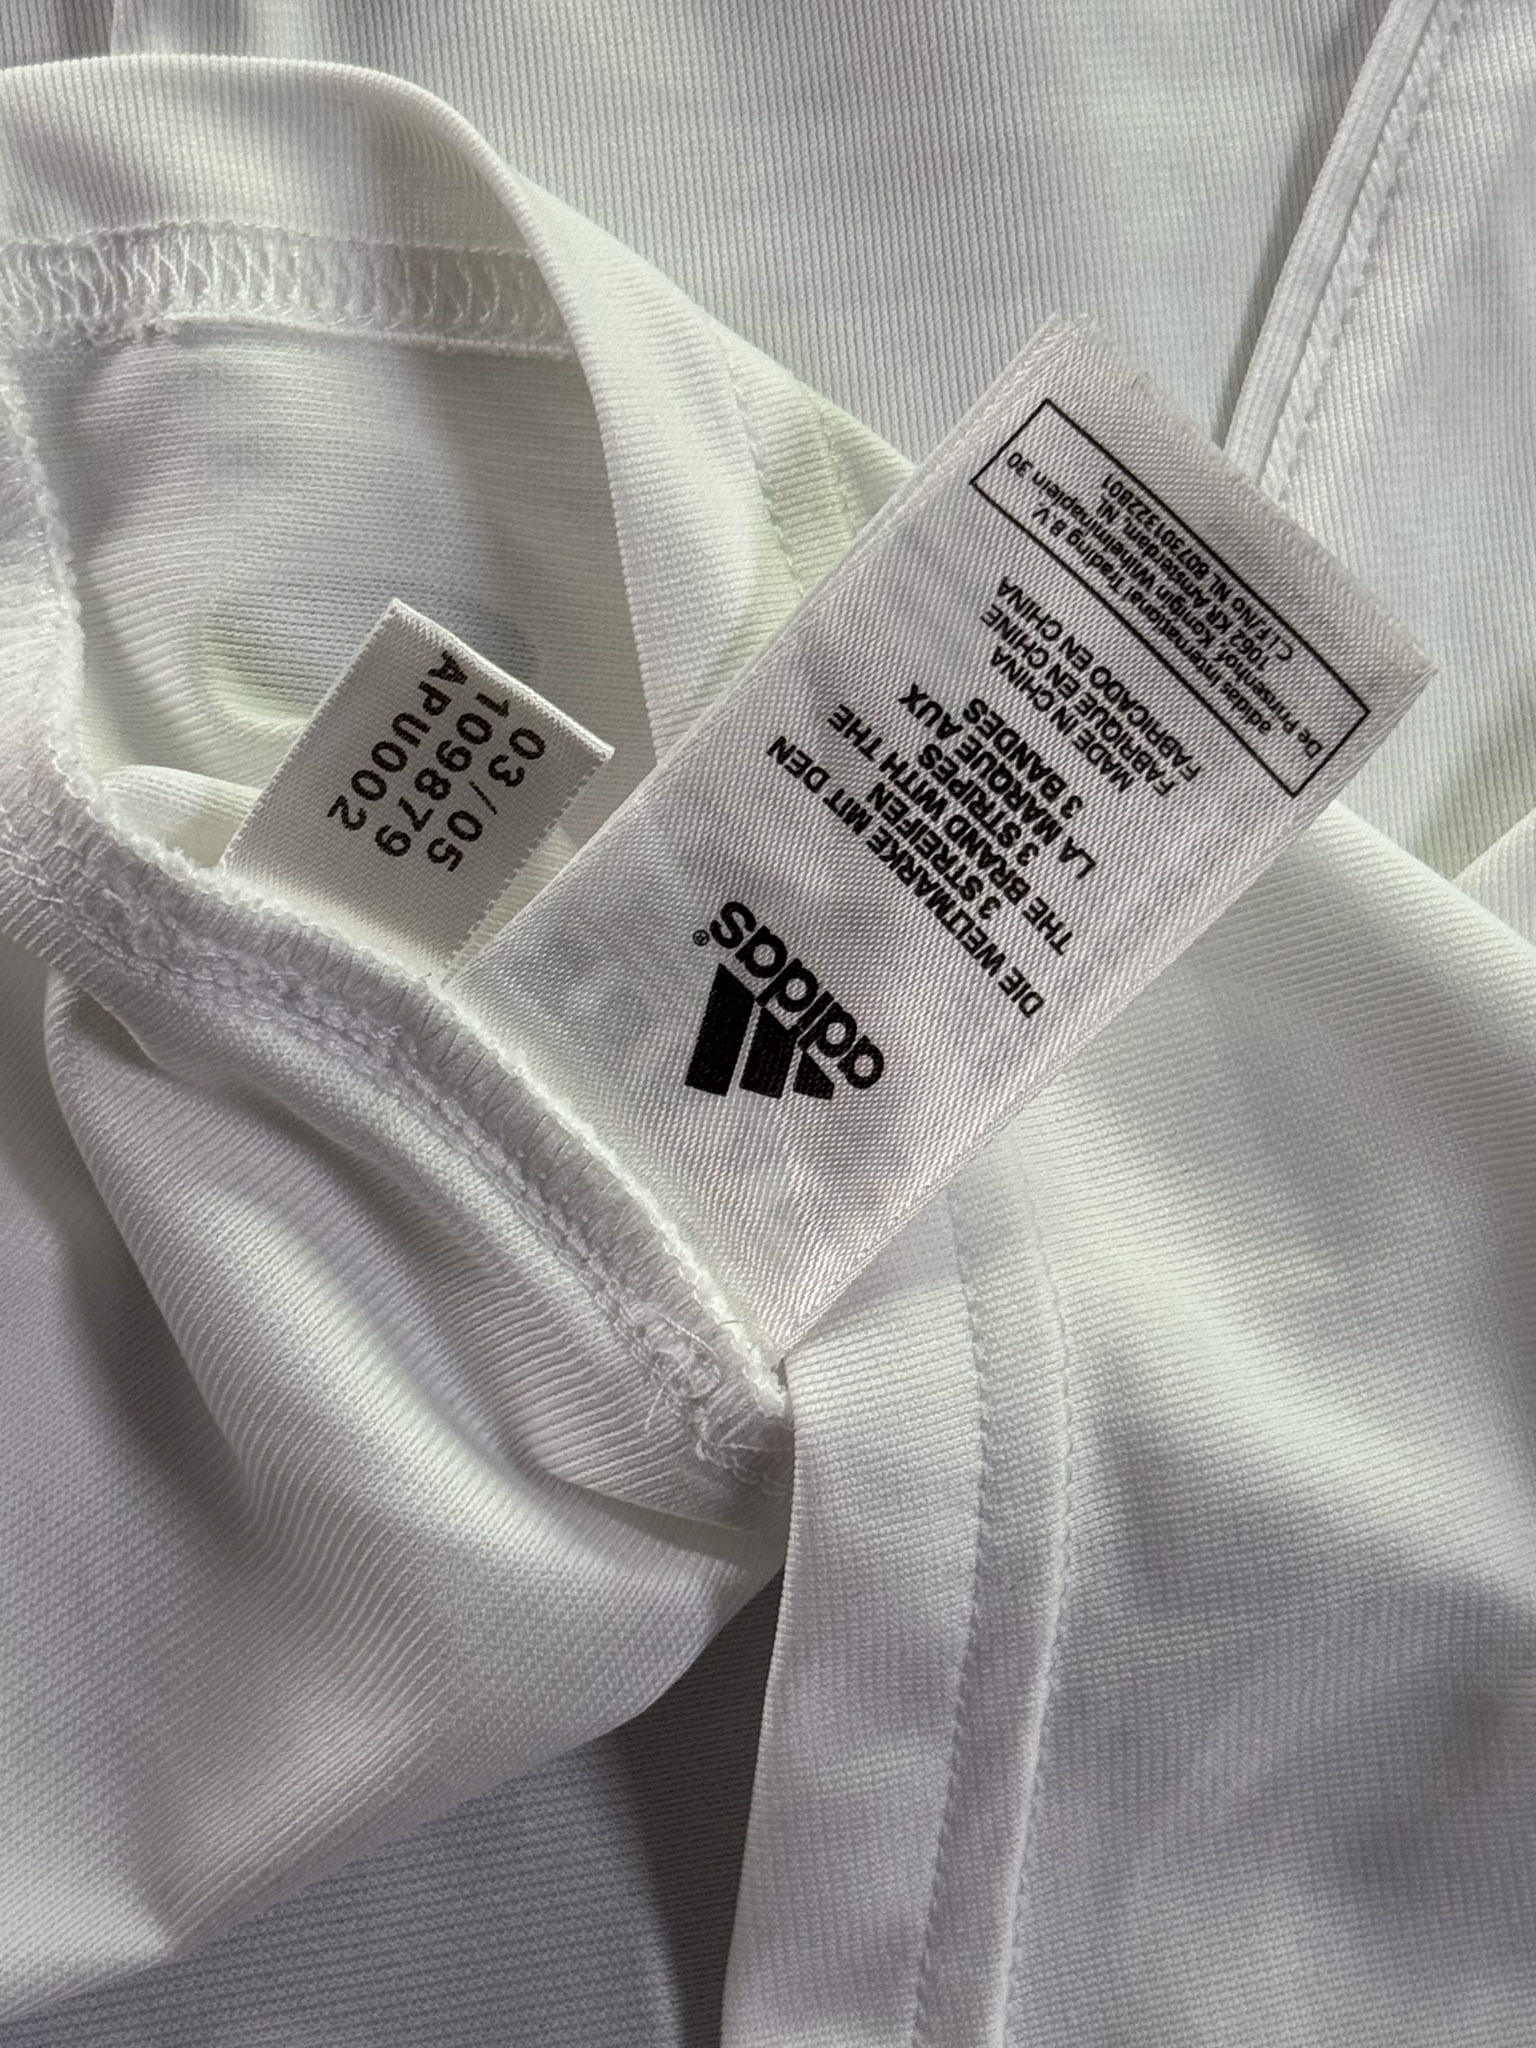 03/05
109879
APU002
adidas®
DIE WELTMARKE MIT DEN
3 STREIFEN
THE BRAND WITH THE
3 STRIPES
LA MARQUE AUX
3 BANDES
MADE IN CHINA
FABRIQUE EN CHINE
FABRICADO EN CHINA
adidas International Trading B.V.
De Prinsenhof, Koningin Wilhelminaplein 30
1062 KR Amsterdam, NL
C.I.F/No NL 807301322B01